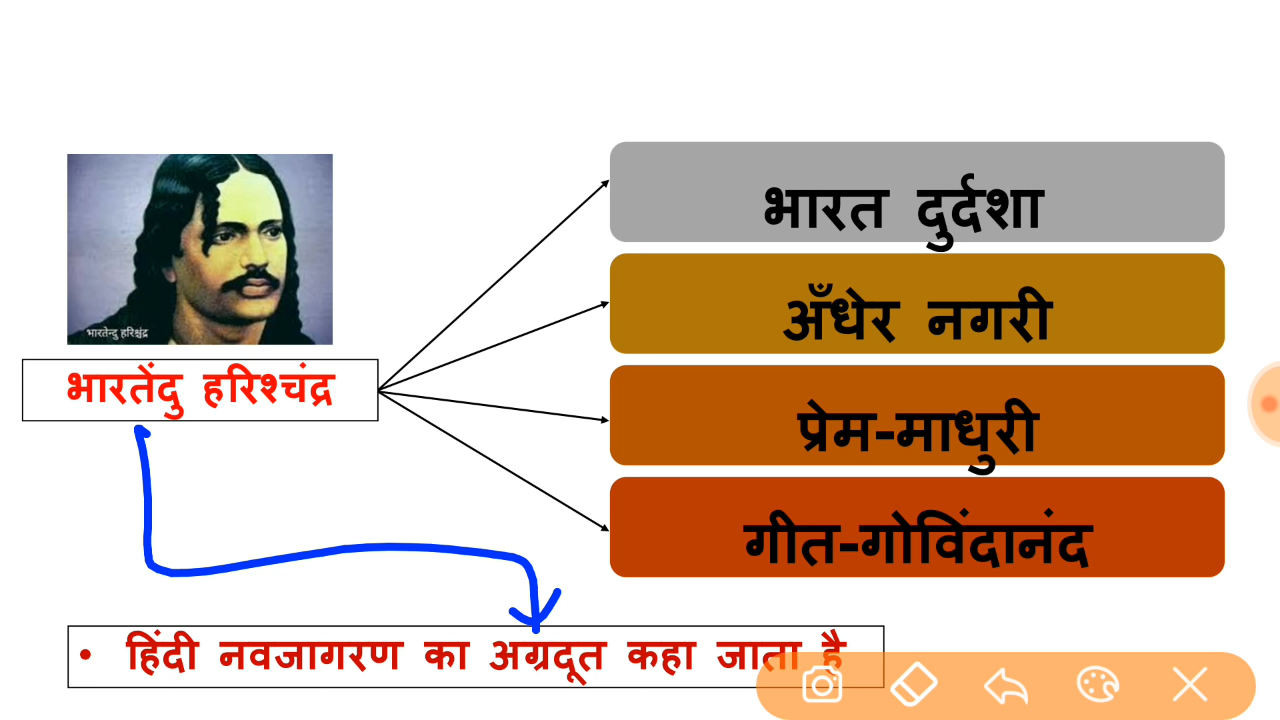 भारतेन्दु हरिश्चंद्र
भारतेंदु हरिश्चंद्र
भारत दुर्दशा
अँधेर नगरी
प्रेम-माधुरी
गीत-गोविंदानंद
• हिंदी नवजागरण का अग्रदूत कहा जाता है